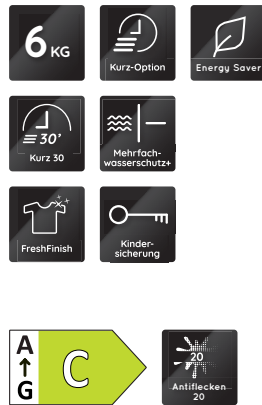 6 KG
Kurz-Option
Energy Saver
30'
Kurz 30
Mehrfach-
wasserschutz+
FreshFinish
Kinder-
sicherung
A
G
C
20
Antiflecken
20